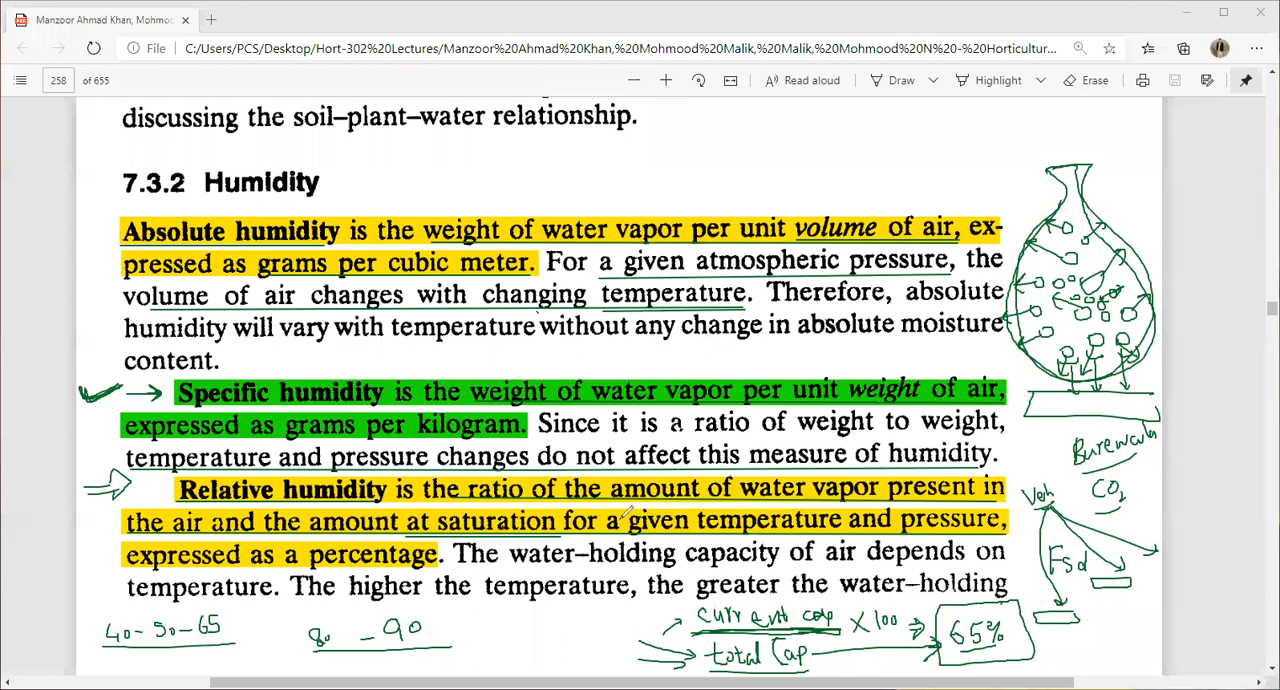 Manzoor Ahmad Khan, Mohmoo
File
C:/Users/PCS/Desktop/Hort-302%20Lectures/Manzoor%20Ahmad%20Khan,%20Mohmood%20Malik,%20Malik,%20Mohmood%20N%20-%20Horticultur...
258 of 655
Read aloud
Draw
Highlight
Erase
discussing the soil–plant–water relationship.
7.3.2 Humidity
Absolute humidity is the weight of water vapor per unit volume of air, ex-
pressed as grams per cubic meter. For a given atmospheric pressure, the
volume of air changes with changing temperature. Therefore, absolute
humidity will vary with temperature without any change in absolute moisture
content.
Specific humidity is the weight of water vapor per unit weight of air,
expressed as grams per kilogram. Since it is a ratio of weight to weight,
temperature and pressure changes do not affect this measure of humidity.
Relative humidity is the ratio of the amount of water vapor present in
the air and the amount at saturation for a given temperature and pressure,
expressed as a percentage. The water–holding capacity of air depends on
temperature. The higher the temperature, the greater the water–holding
Burewala
CO2
Veh
Fsd
40-50-65
80 - 90
current cap
total Cap
×100
65%